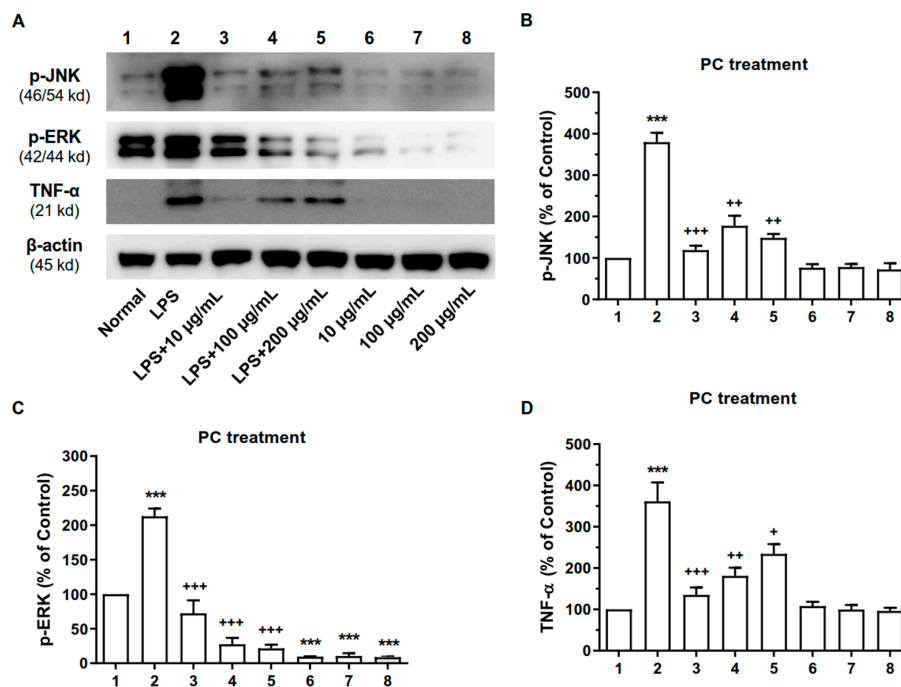 A
1 2 3 4 5 6 7 8
p-JNK
(46/54 kd)
p-ERK
(42/44 kd)
TNF-α
(21 kd)
β-actin
(45 kd)
Normal
LPS
LPS+10 µg/mL
LPS+100 µg/mL
LPS+200 µg/mL
10 µg/mL
100 µg/mL
200 µg/mL
B
PC treatment
p-JNK (% of Control)
500
400
300
200
100
0
***
+++
++
++
1 2 3 4 5 6 7 8
C
PC treatment
p-ERK (% of Control)
300
250
200
150
100
50
0
***
+++
+++
+++
***
***
***
1 2 3 4 5 6 7 8
D
PC treatment
TNF-α (% of Control)
500
400
300
200
100
0
***
+++
++
+
1 2 3 4 5 6 7 8